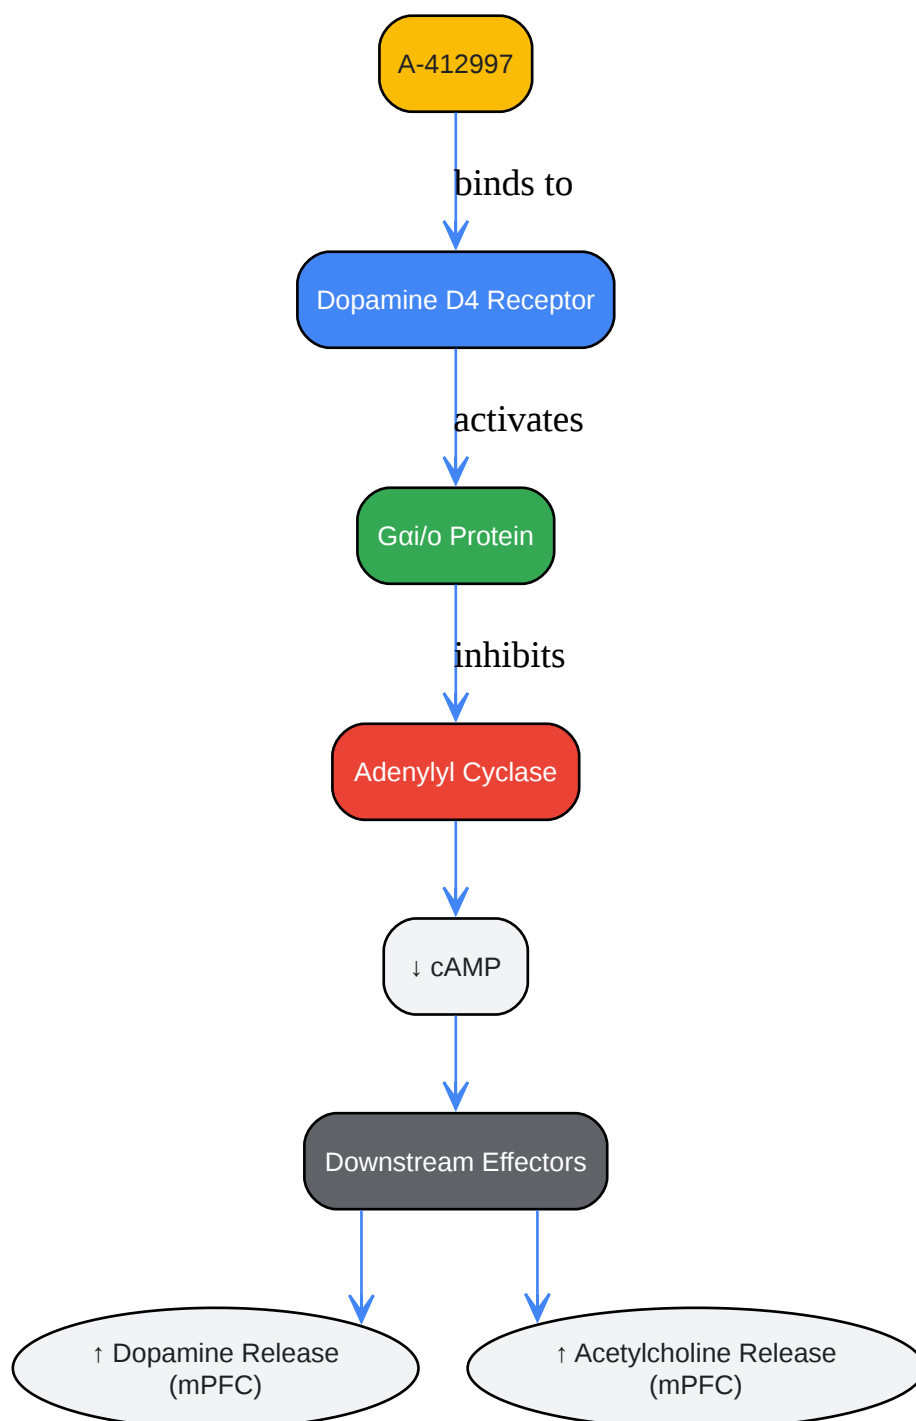 A-412997
binds to
Dopamine D4 Receptor
activates
Gαi/o Protein
inhibits
Adenylyl Cyclase
↓ cAMP
Downstream Effectors
↑ Dopamine Release
(mPFC)
↑ Acetylcholine Release
(mPFC)